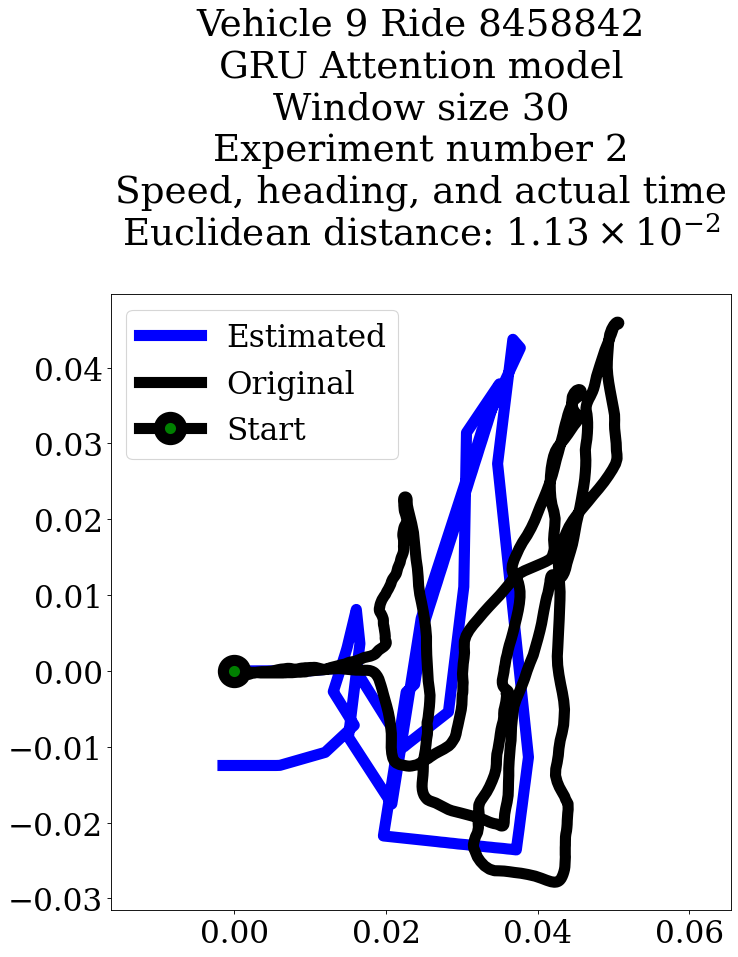 Vehicle 9 Ride 8458842
GRU Attention model
Window size 30
Experiment number 2
Speed, heading, and actual time
Euclidean distance: 1.13 × 10⁻²
Estimated
Original
Start
0.04
0.03
0.02
0.01
0.00
−0.01
−0.02
−0.03
0.00 0.02 0.04 0.06